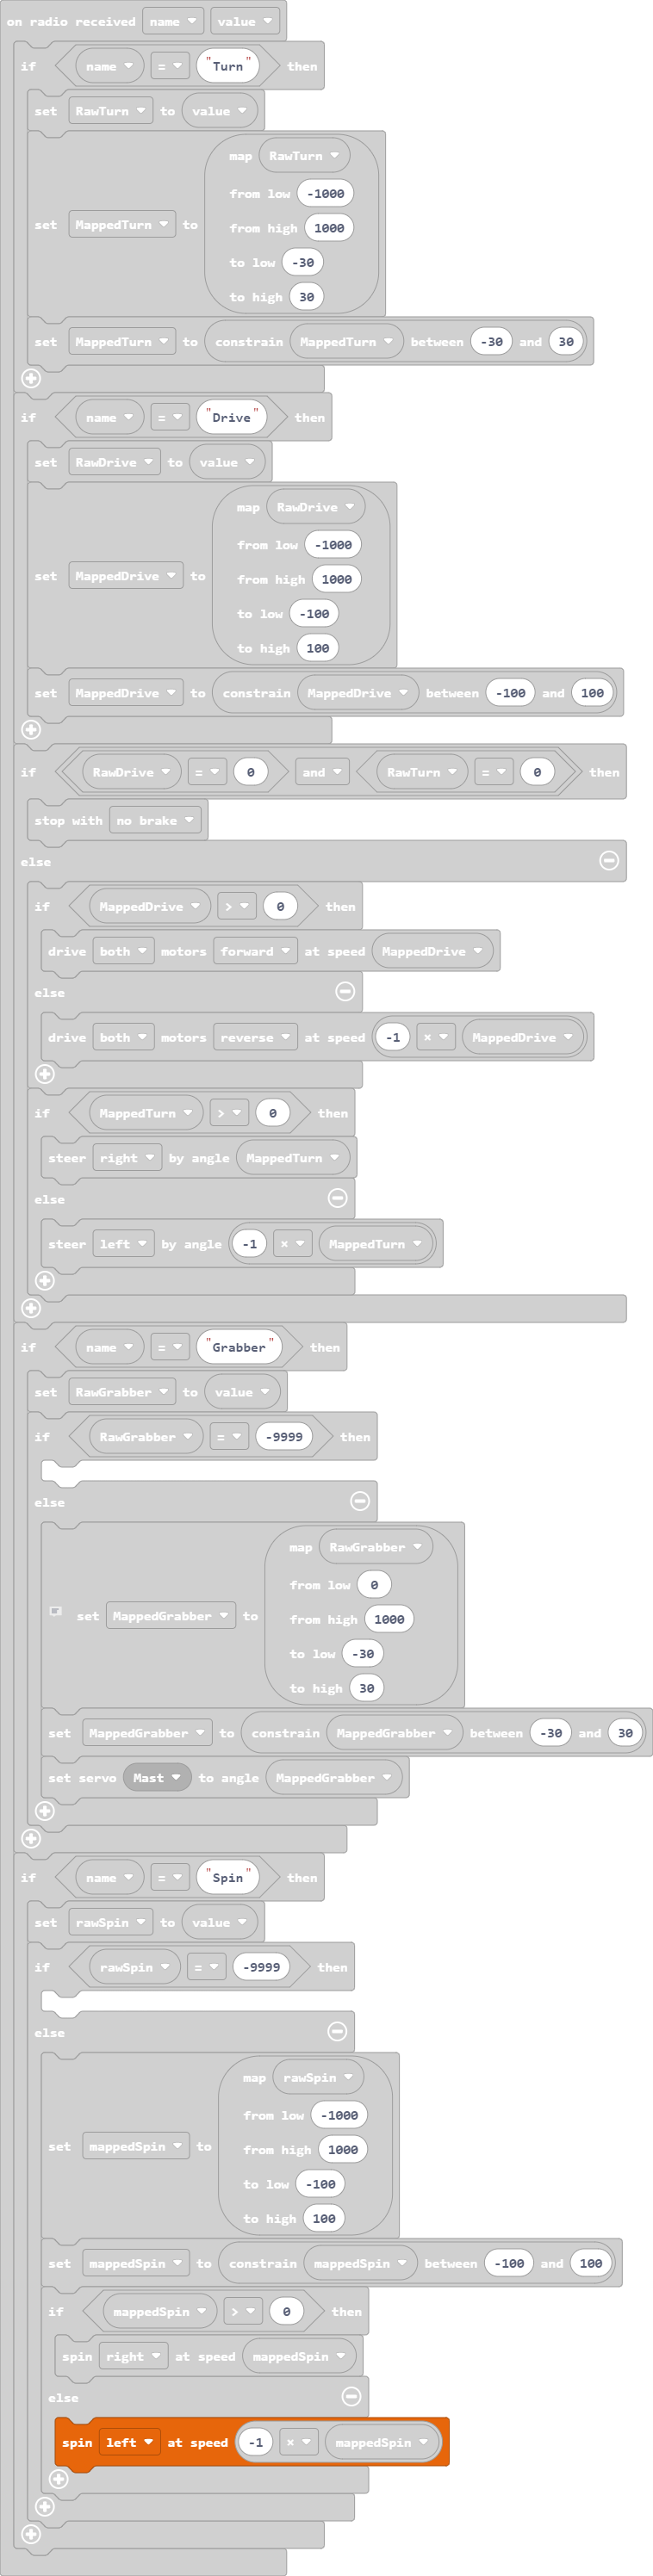 on radio received name value
if name = "Turn" then
set RawTurn to value
map RawTurn
from low -1000
set MappedTurn to
from high 1000
to low -30
to high 30
set MappedTurn to constrain MappedTurn between -30 and 30
if name = "Drive" then
set RawDrive to value
map RawDrive
from low -1000
set MappedDrive to
from high 1000
to low -100
to high 100
set MappedDrive to constrain MappedDrive between -100 and 100
if RawDrive = 0 and RawTurn = 0 then
stop with no brake
else
if MappedDrive > 0 then
drive both motors forward at speed MappedDrive
else
drive both motors reverse at speed -1 × MappedDrive
if MappedTurn > 0 then
steer right by angle MappedTurn
else
steer left by angle -1 × MappedTurn
if name = "Grabber" then
set RawGrabber to value
if RawGrabber = -9999 then
else
map RawGrabber
from low 0
set MappedGrabber to
from high 1000
to low -30
to high 30
set MappedGrabber to constrain MappedGrabber between -30 and 30
set servo Mast to angle MappedGrabber
if name = "Spin" then
set rawSpin to value
if rawSpin = -9999 then
else
map rawSpin
from low -1000
set mappedSpin to
from high 1000
to low -100
to high 100
set mappedSpin to constrain mappedSpin between -100 and 100
if mappedSpin > 0 then
spin right at speed mappedSpin
else
spin left at speed -1 × mappedSpin